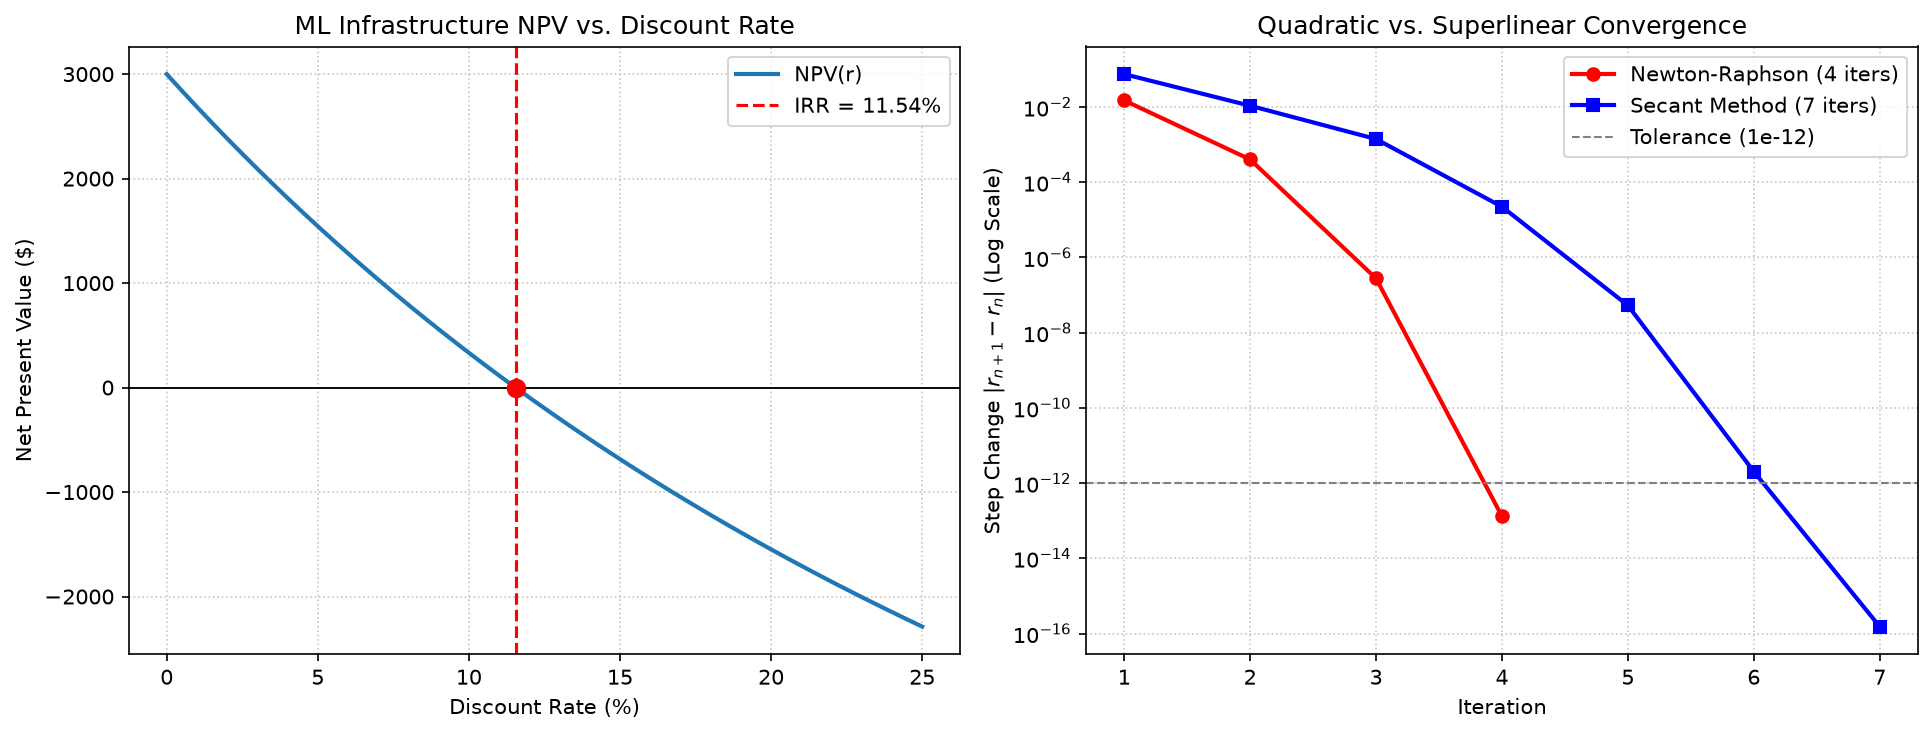 ML Infrastructure NPV vs. Discount Rate
NPV(r)
IRR = 11.54%
3000
2000
1000
0
−1000
−2000
Net Present Value ($)
0 5 10 15 20 25
Discount Rate (%)
Quadratic vs. Superlinear Convergence
Newton-Raphson (4 iters)
Secant Method (7 iters)
Tolerance (1e-12)
10⁻²
10⁻⁴
10⁻⁶
10⁻⁸
10⁻¹⁰
10⁻¹²
10⁻¹⁴
10⁻¹⁶
Step Change |rₙ₊₁ − rₙ| (Log Scale)
1 2 3 4 5 6 7
Iteration